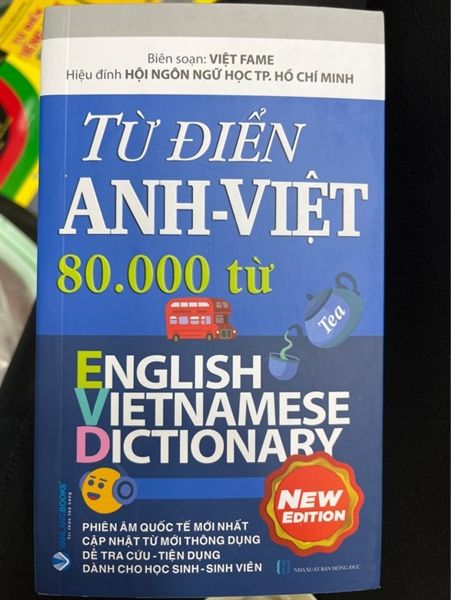 Biên soạn: VIỆT FAME
Hiệu đính HỘI NGÔN NGỮ HỌC TP. HỒ CHÍ MINH
TỪ ĐIỂN
ANH-VIỆT
80.000 từ
Tea
ENGLISH
VIETNAMESE
DICTIONARY
NEW
EDITION
VANLANGBOOKS
PHIÊN ÂM QUỐC TẾ MỚI NHẤT
CẬP NHẬT TỪ MỚI THÔNG DỤNG
DỄ TRA CỨU - TIỆN DỤNG
DÀNH CHO HỌC SINH - SINH VIÊN
NHÀ XUẤT BẢN HỒNG ĐỨC